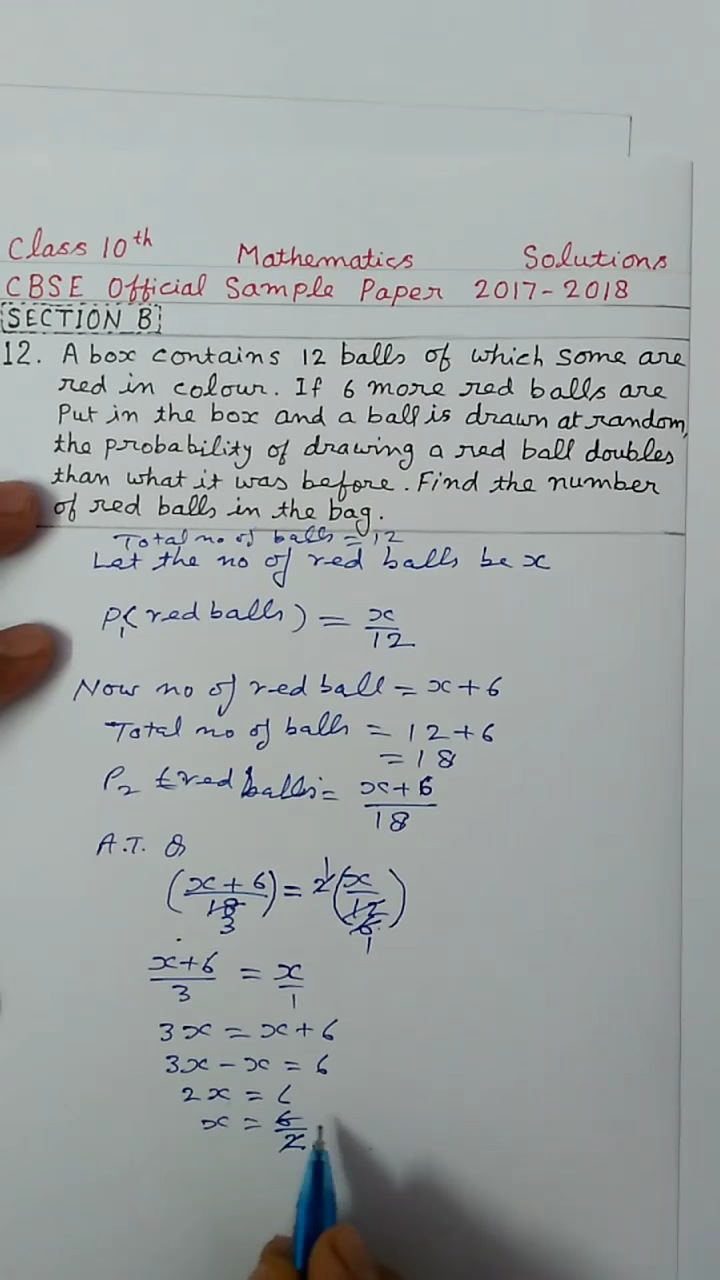 Class 10th Mathematics Solutions
CBSE Official Sample Paper 2017-2018
SECTION B
12. A box contains 12 balls of which some are
red in colour. If 6 more red balls are
Put in the box and a ball is drawn at random,
the probability of drawing a red ball doubles
than what it was before. Find the number
of red balls in the bag.
Total no of balls = 12
Let the no of red balls be x
P1(red balls) = x/12
Now no of red ball = x+6
Total no of balls = 12+6
= 18
P2 (red balls = x+6/18
A.T.Q
(x+6/18 3) = 2 1 (x/12 6 1)
x+6/3 = x/1
3x = x+6
3x - x = 6
2x = 6
x = 6/2